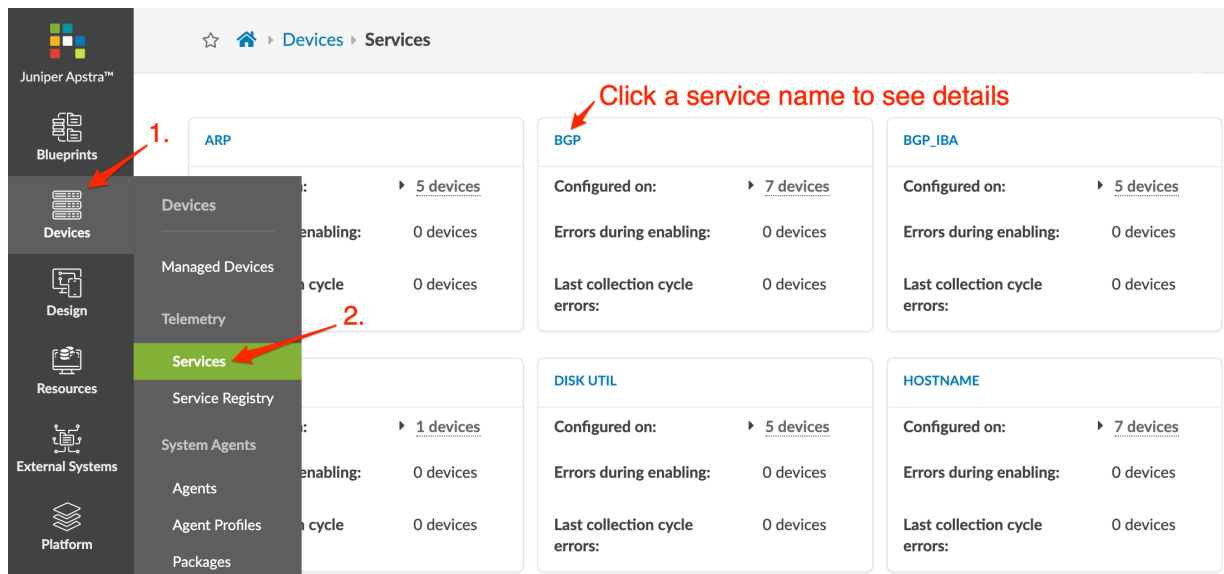 Juniper Apstra™
Blueprints
Devices
Design
Resources
External Systems
Platform
Devices
Managed Devices
Telemetry
Services
Service Registry
System Agents
Agents
Agent Profiles
Packages
1.
2.
Devices Services
Click a service name to see details
ARP
5 devices
enabling: 0 devices
cycle 0 devices
BGP
Configured on: 7 devices
Errors during enabling: 0 devices
Last collection cycle 0 devices
errors:
BGP_IBA
Configured on: 5 devices
Errors during enabling: 0 devices
Last collection cycle 0 devices
errors:
1 devices
enabling: 0 devices
cycle 0 devices
DISK UTIL
Configured on: 5 devices
Errors during enabling: 0 devices
Last collection cycle 0 devices
errors:
HOSTNAME
Configured on: 7 devices
Errors during enabling: 0 devices
Last collection cycle 0 devices
errors: